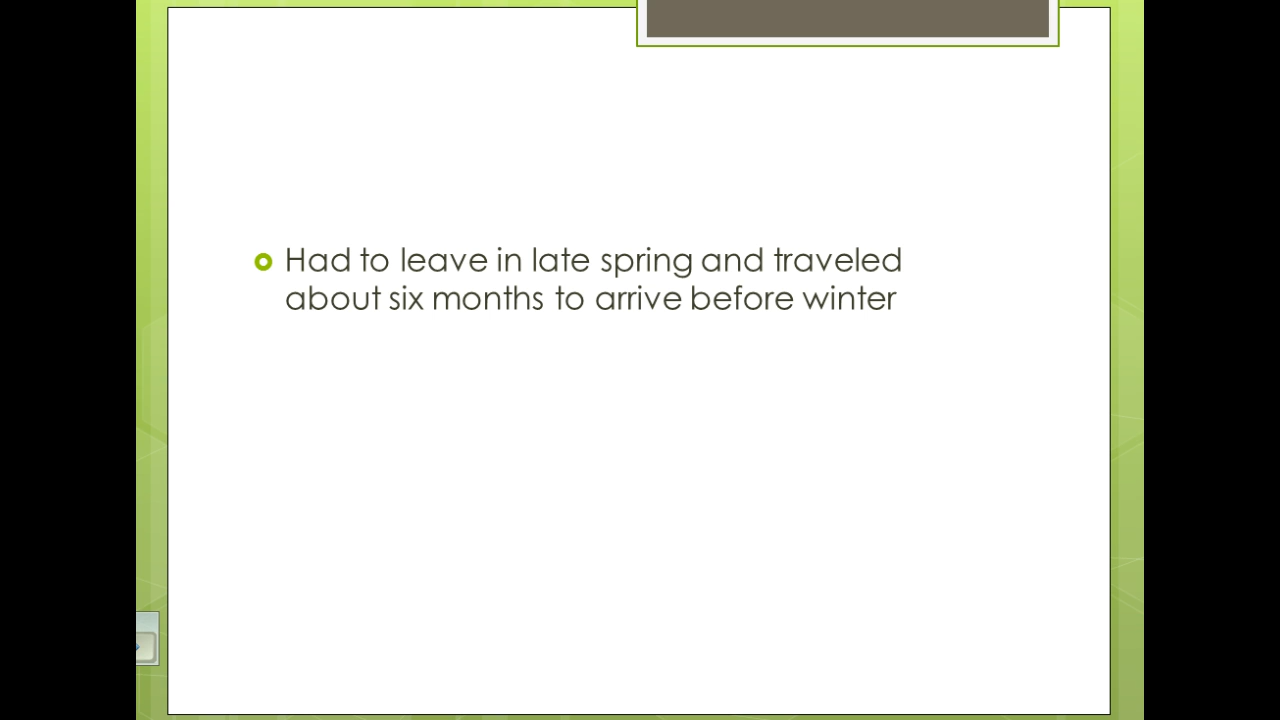 Had to leave in late spring and traveled
about six months to arrive before winter